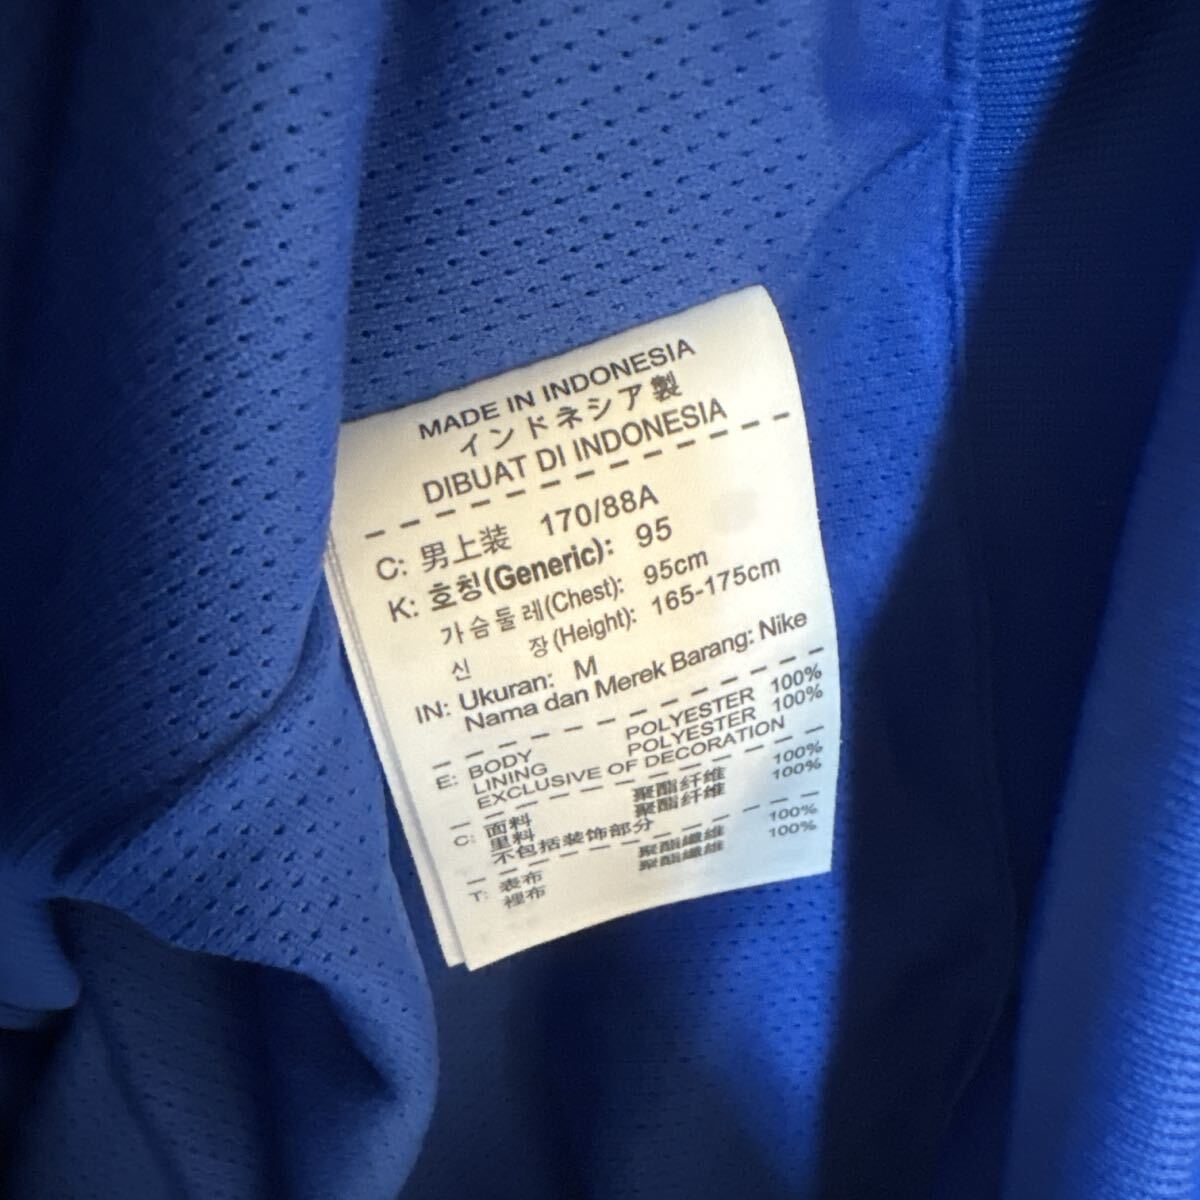 MADE IN INDONESIA
インドネシア製
DIBUAT DI INDONESIA
C: 男上装 170/88A
K: 호칭(Generic): 95
가슴둘레(Chest): 95cm
신 장(Height): 165-175cm
IN: Ukuran: M
Nama dan Merek Barang: Nike
E: BODY POLYESTER 100%
LINING POLYESTER 100%
EXCLUSIVE OF DECORATION
C: 面料 聚酯纤维 100%
里料 聚酯纤维 100%
不包括装饰部分
T: 表布 聚酯纖維 100%
裡布 聚酯纖維 100%